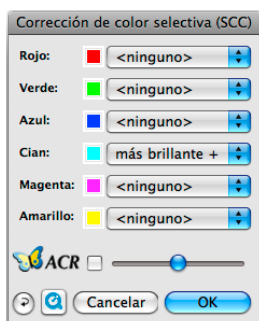 Corrección de color selectiva (SCC)
Rojo: <ninguno>
Verde: <ninguno>
Azul: <ninguno>
Cian: más brillante +
Magenta: <ninguno>
Amarillo: <ninguno>
ACR
Cancelar OK